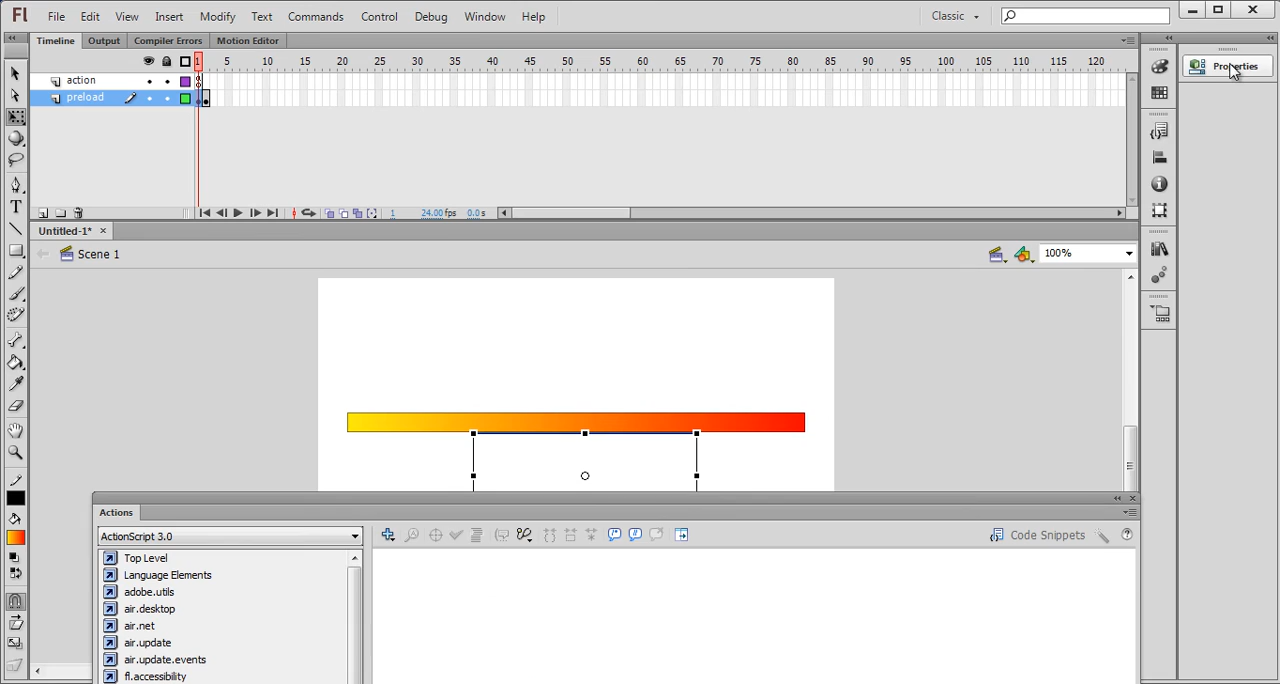 Fl File Edit View Insert Modify Text Commands Control Debug Window Help Classic
Timeline Output Compiler Errors Motion Editor
Properties
1 5 10 15 20 25 30 35 40 45 50 55 60 65 70 75 80 85 90 95 100 105 110 115 120
action
preload
1 24.00 fps 0.0 s
Untitled-1*
Scene 1 100%
Actions
ActionScript 3.0 Code Snippets
Top Level
Language Elements
adobe.utils
air.desktop
air.net
air.update
air.update.events
fl.accessibility